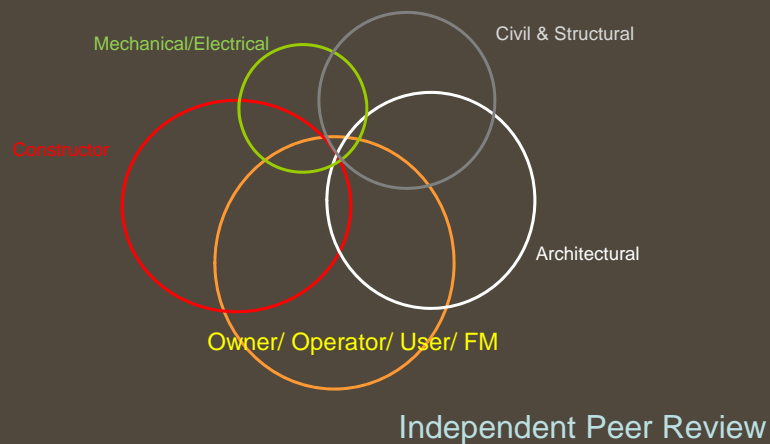 Civil & Structural
Mechanical/Electrical
Constructor
Architectural
Owner/ Operator/ User/ FM
Independent Peer Review